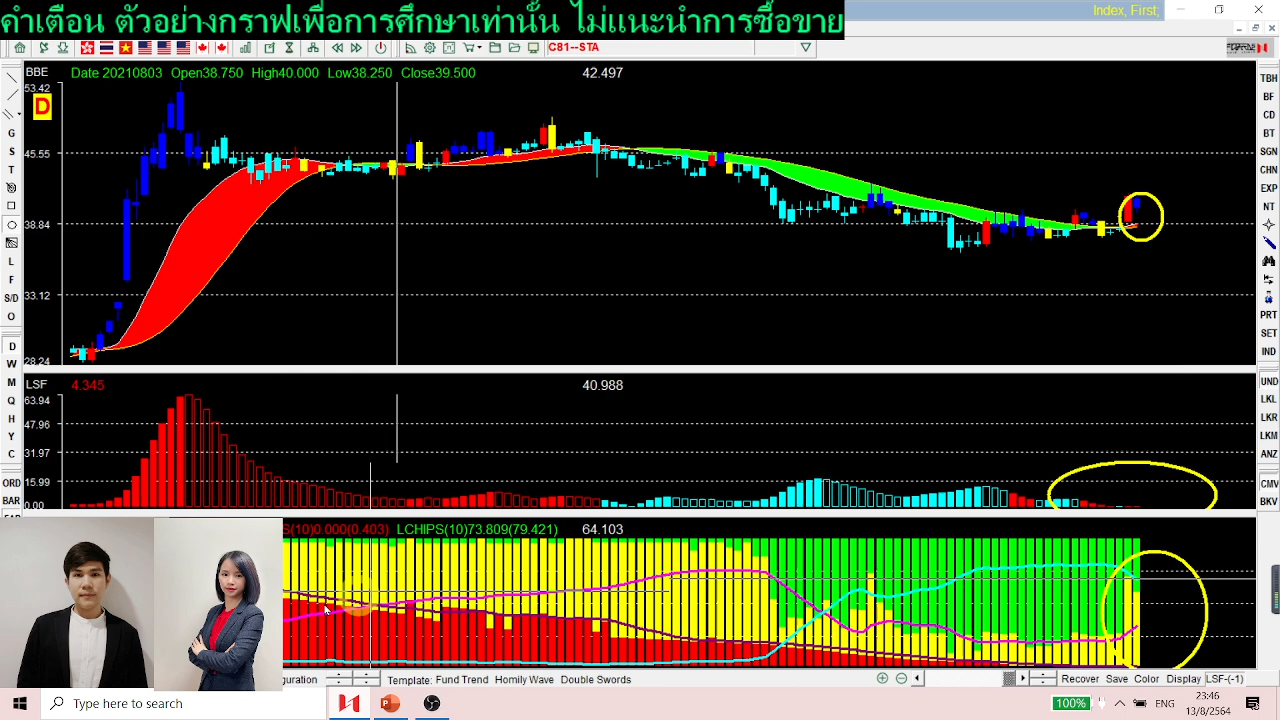 คำเตือน ตัวอย่างกราฟเพื่อการศึกษาเท่านั้น ไม่แนะนำการซื้อขาย
Index, First;
C81--STA
BBE Date 20210803 Open38.750 High40.000 Low38.250 Close39.500 42.497
53.42
D
45.55
38.84
33.12
28.24
LSF 4.345 40.988
63.94
47.96
31.97
15.99
0.00
S(10)0.000(0.403) LCHIPS(10)73.809(79.421) 64.103
G
S
T
L
F
S/D
O
D
W
M
Q
H
Y
C
ORD
BAR
TBH
BF
CD
BT
SGN
CHN
EXP
NT
PRT
SET
IND
UND
LKL
LKR
LKM
ANZ
CMV
BKV
guration Template: Fund Trend Homily Wave Double Swords Recover Save Color Display LSF-(-1)
Type here to search
100%
ENG
23:46
13/8/2564